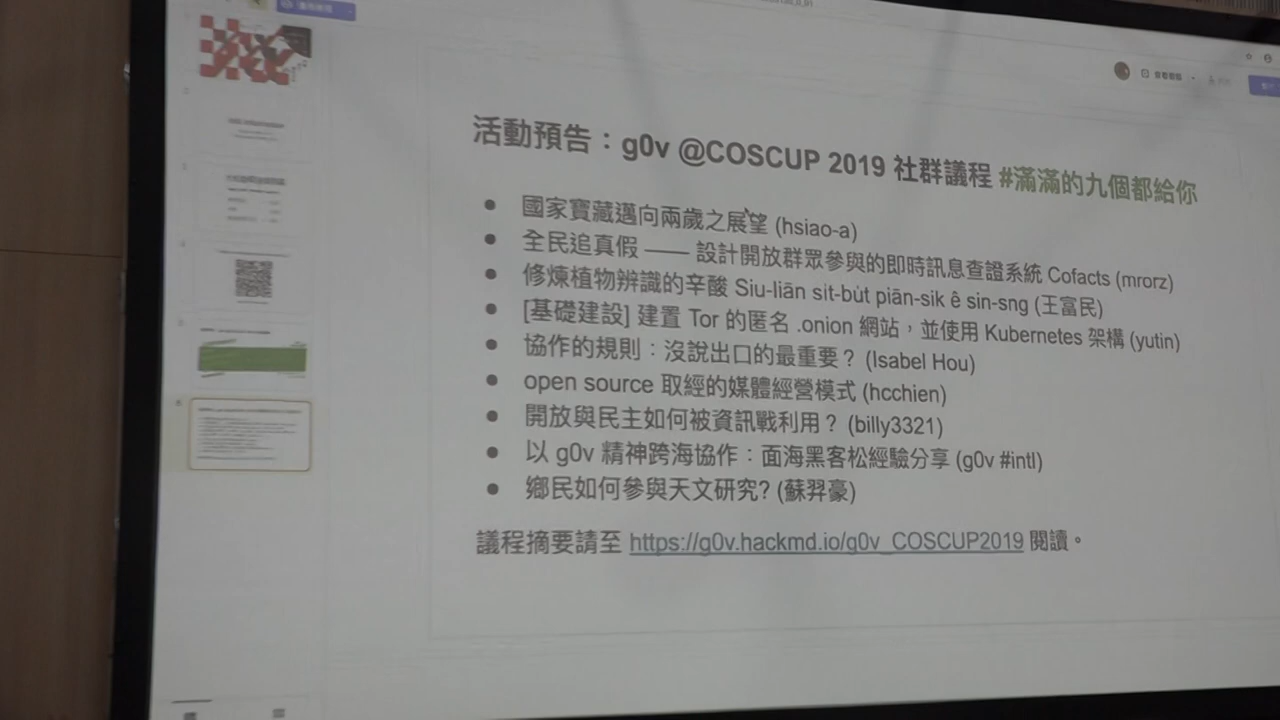 活動預告：g0v @COSCUP 2019 社群議程 #滿滿的九個都給你
● 國家寶藏邁向兩歲之展望 (hsiao-a)
● 全民追真假 —— 設計開放群眾參與的即時訊息查證系統 Cofacts (mrorz)
● 修煉植物辨識的辛酸 Siu-liān si̍t-bu̍t piān-sik ê sin-sng (王富民)
● [基礎建設] 建置 Tor 的匿名 .onion 網站，並使用 Kubernetes 架構 (yutin)
● 協作的規則：沒說出口的最重要？ (Isabel Hou)
● open source 取經的媒體經營模式 (hcchien)
● 開放與民主如何被資訊戰利用？ (billy3321)
● 以 g0v 精神跨海協作：面海黑客松經驗分享 (g0v #intl)
● 鄉民如何參與天文研究? (蘇羿豪)
議程摘要請至 https://g0v.hackmd.io/g0v_COSCUP2019 閱讀。